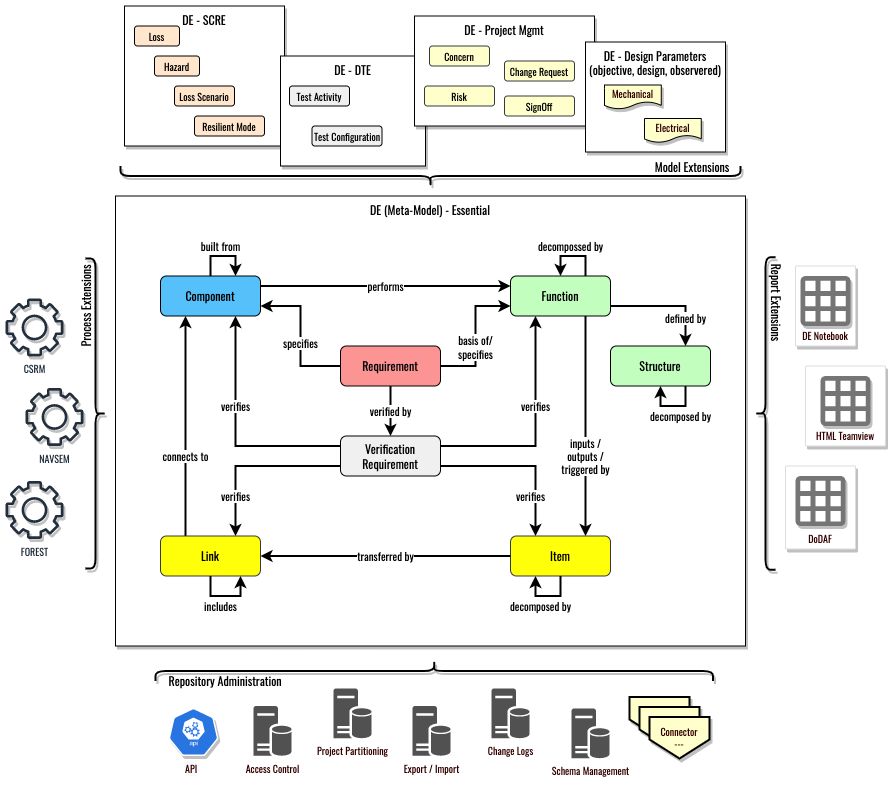 DE - SCRE
Loss
Hazard
Loss Scenario
Resilient Mode
DE - DTE
Test Activity
Test Configuration
DE - Project Mgmt
Concern
Change Request
Risk
SignOff
DE - Design Parameters
(objective, design, observered)
Mechanical
Electrical
Model Extensions
DE (Meta-Model) - Essential
built from
decompossed by
Component
performs
Function
defined by
specifies
basis of/
specifies
Requirement
Structure
verified by
decomposed by
verifies
verifies
Verification
Requirement
connects to
inputs /
outputs /
triggered by
verifies
verifies
Link
transferred by
Item
includes
decomposed by
Process Extensions
CSRM
NAVSEM
FOREST
Report Extensions
DE Notebook
HTML Teamview
DoDAF
Repository Administration
api
API
Access Control
Project Partitioning
Export / Import
Change Logs
Schema Management
Connector
---